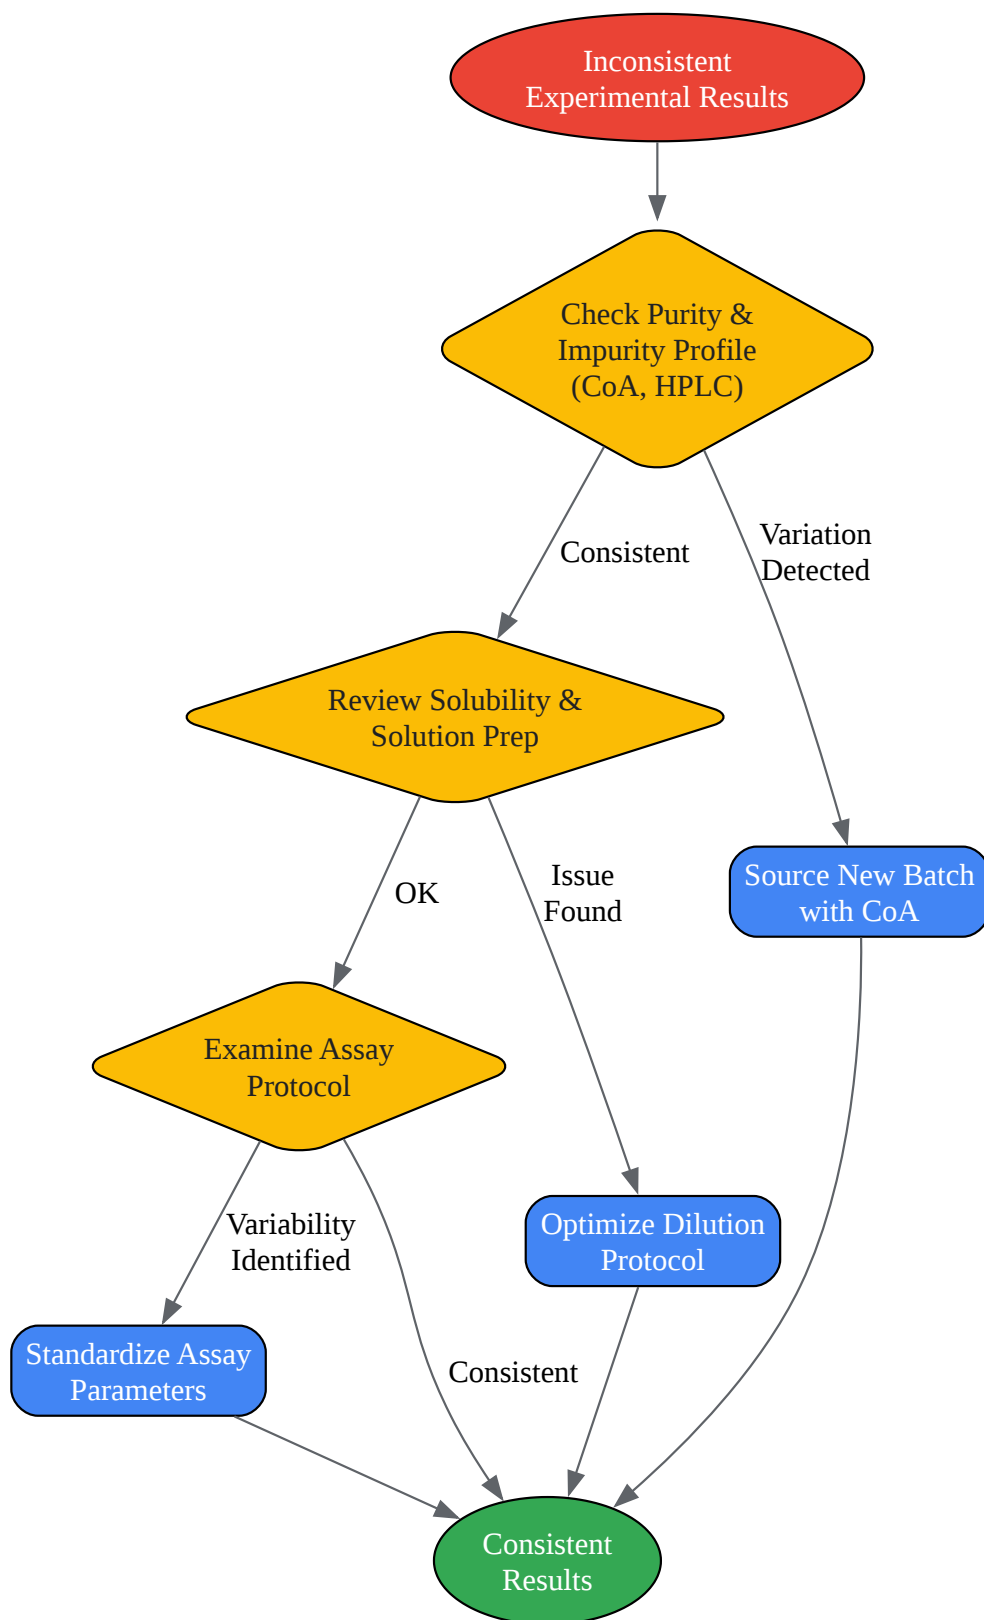 Inconsistent
Experimental Results
Check Purity &
Impurity Profile
(CoA, HPLC)
Consistent
Variation
Detected
Review Solubility &
Solution Prep
OK
Issue
Found
Source New Batch
with CoA
Examine Assay
Protocol
Variability
Identified
Optimize Dilution
Protocol
Standardize Assay
Parameters
Consistent
Consistent
Results